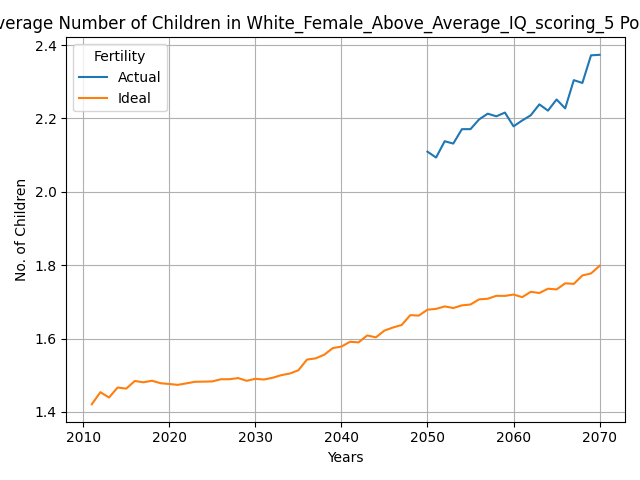 verage Number of Children in White_Female_Above_Average_IQ_scoring_5 Po
Fertility
Actual
Ideal
No. of Children
2.4
2.2
2.0
1.8
1.6
1.4
2010 2020 2030 2040 2050 2060 2070
Years